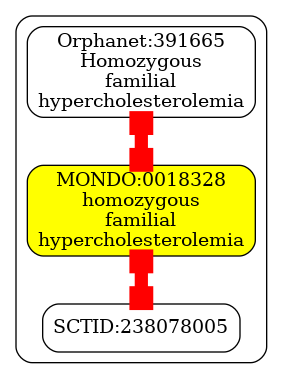 Orphanet:391665
Homozygous
familial
hypercholesterolemia
MONDO:0018328
homozygous
familial
hypercholesterolemia
SCTID:238078005